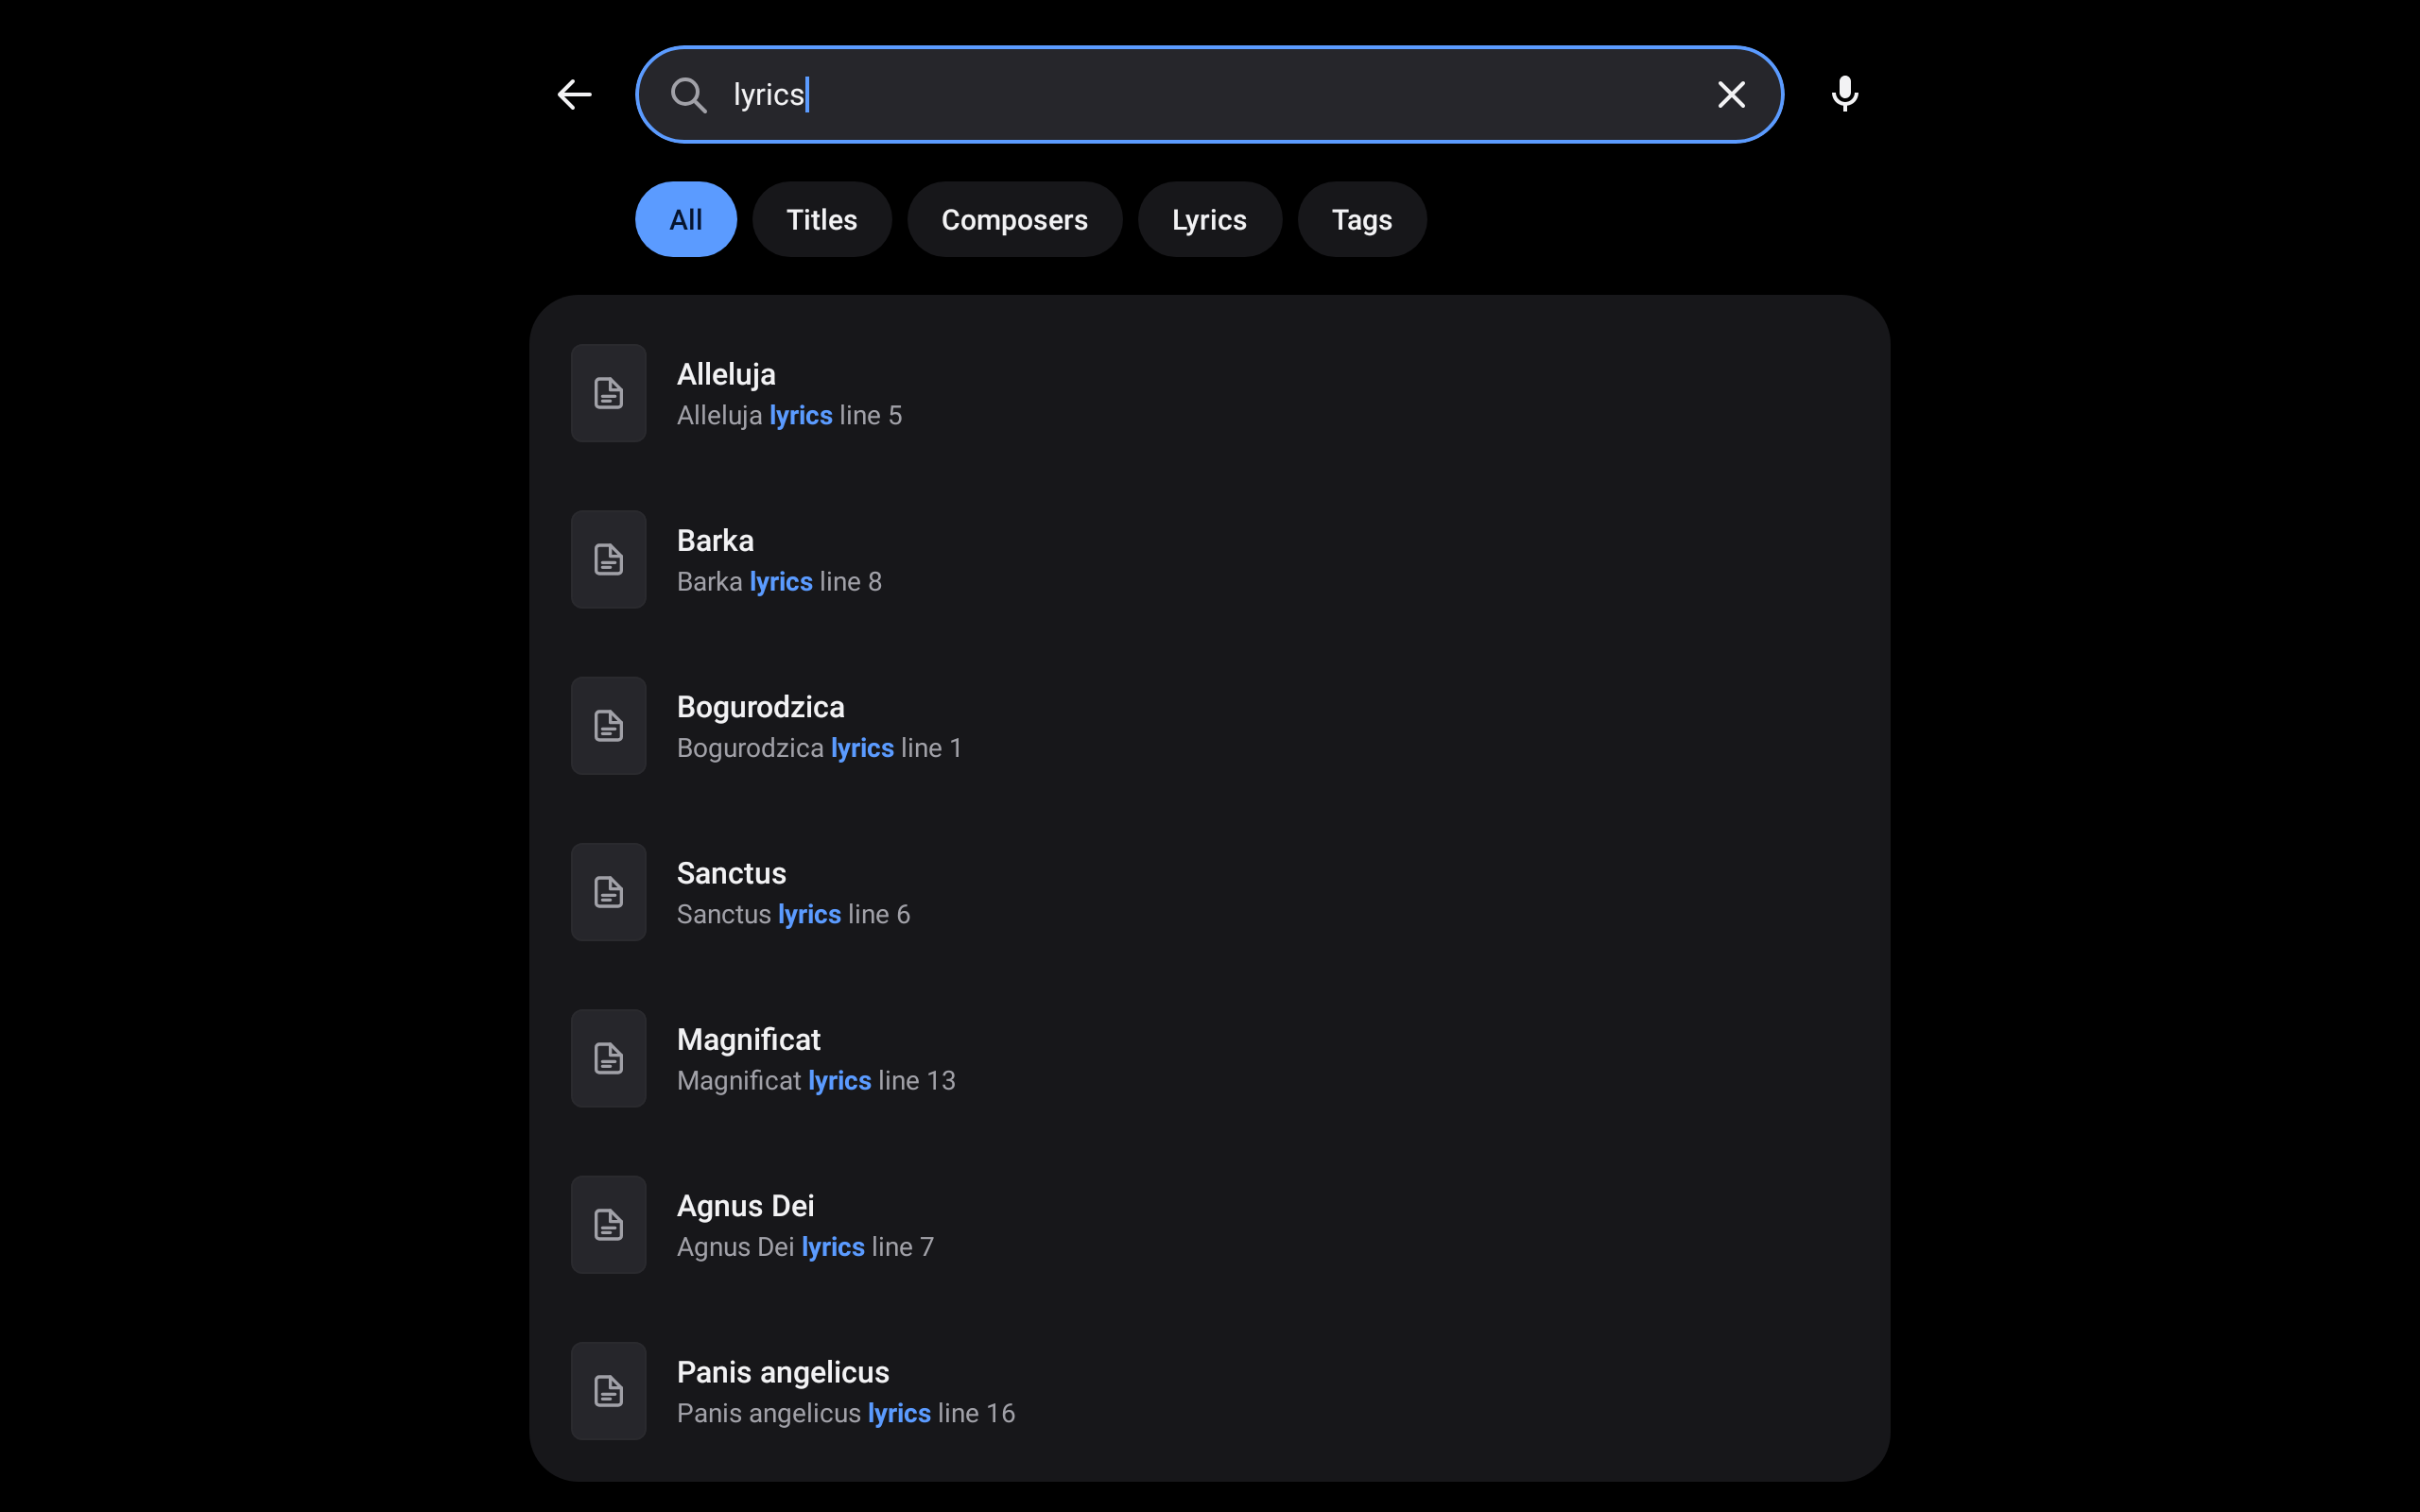 lyrics
All Titles Composers Lyrics Tags
Alleluja
Alleluja lyrics line 5
Barka
Barka lyrics line 8
Bogurodzica
Bogurodzica lyrics line 1
Sanctus
Sanctus lyrics line 6
Magnificat
Magnificat lyrics line 13
Agnus Dei
Agnus Dei lyrics line 7
Panis angelicus
Panis angelicus lyrics line 16